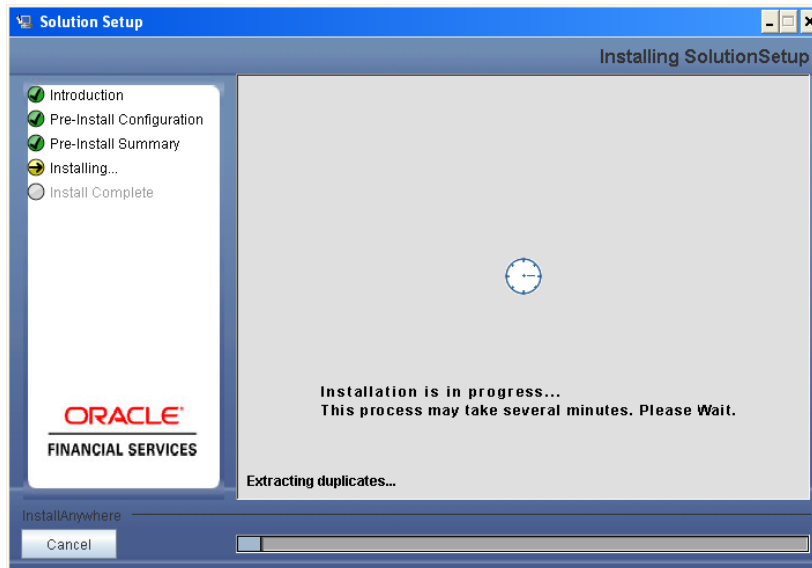 Solution Setup
Installing SolutionSetup
Introduction
Pre-Install Configuration
Pre-Install Summary
Installing...
Install Complete
ORACLE
FINANCIAL SERVICES
Installation is in progress...
This process may take several minutes. Please Wait.
Extracting duplicates...
InstallAnywhere
Cancel